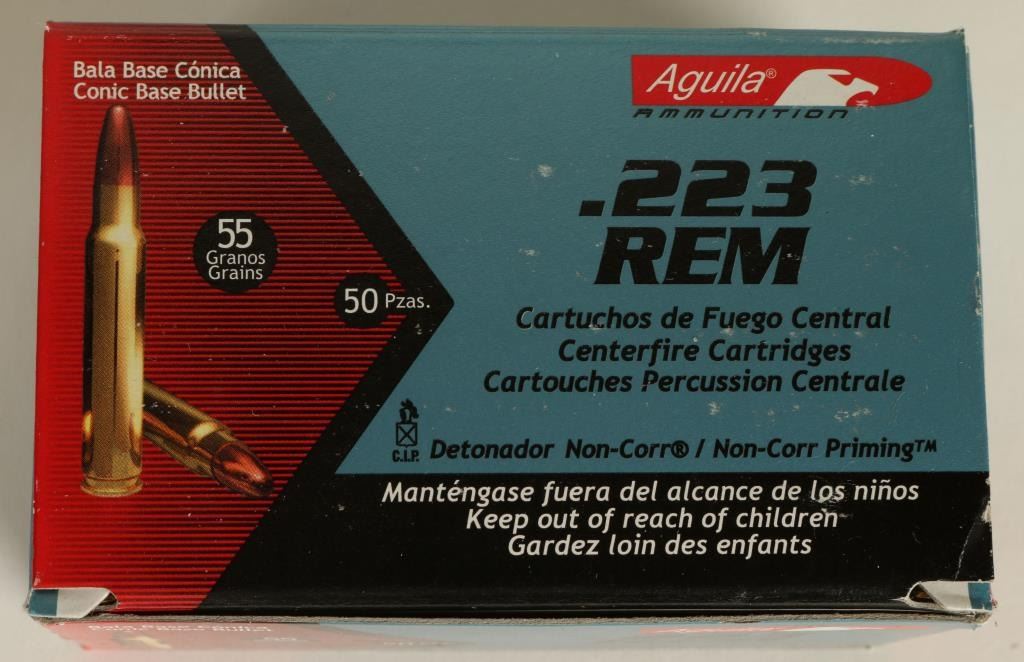 Bala Base Cónica
Conic Base Bullet
55
Granos
Grains
50 Pzas.
Aguila®
AMMUNITION
.223
REM
Cartuchos de Fuego Central
Centerfire Cartridges
Cartouches Percussion Centrale
C.I.P.
Detonador Non-Corr® / Non-Corr Priming™
Manténgase fuera del alcance de los niños
Keep out of reach of children
Gardez loin des enfants